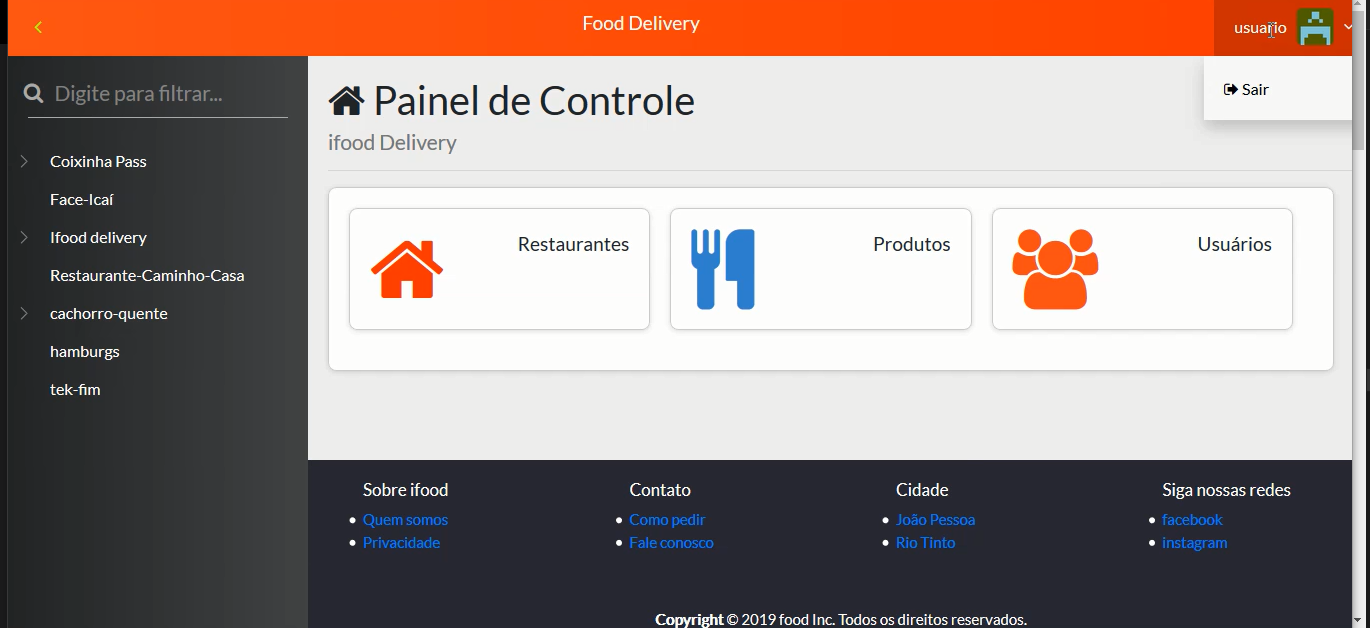 Food Delivery
usuario
Sair
Digite para filtrar...
Coixinha Pass
Face-Icaí
Ifood delivery
Restaurante-Caminho-Casa
cachorro-quente
hamburgs
tek-fim
Painel de Controle
ifood Delivery
Restaurantes
Produtos
Usuários
Sobre ifood
Quem somos
Privacidade
Contato
Como pedir
Fale conosco
Cidade
João Pessoa
Rio Tinto
Siga nossas redes
facebook
instagram
Copyright © 2019 food Inc. Todos os direitos reservados.